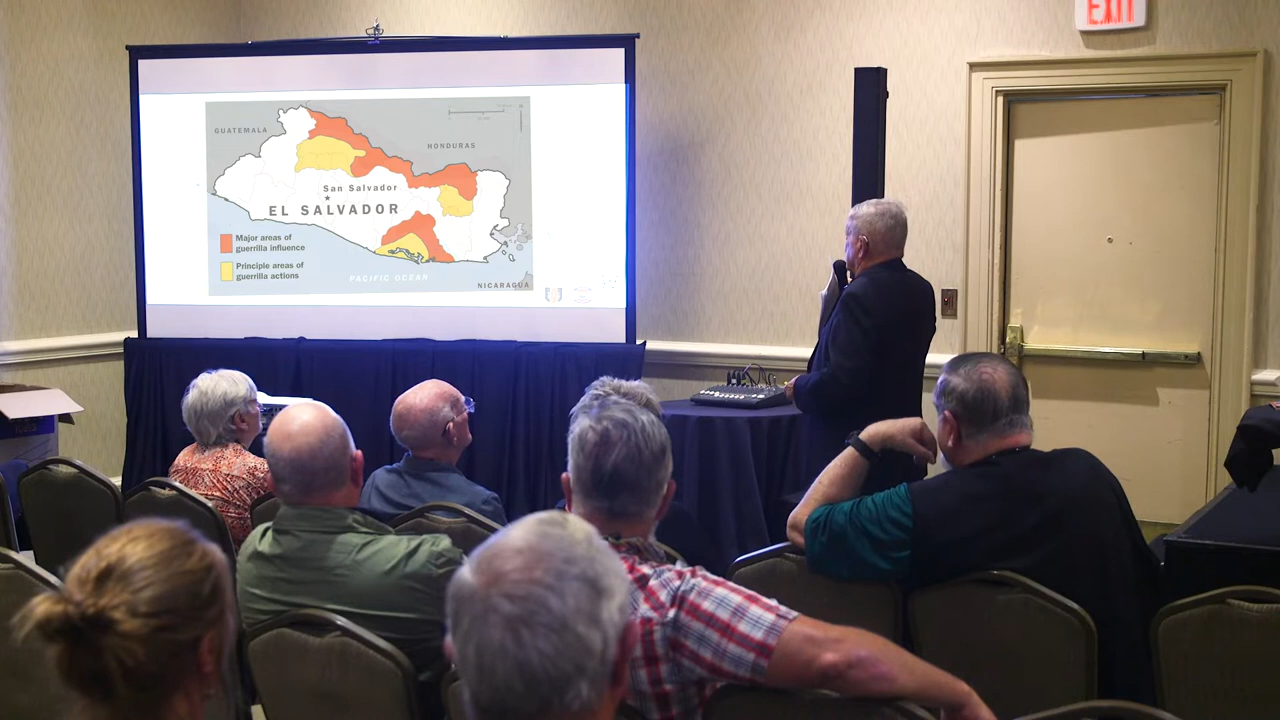 EXIT
GUATEMALA
HONDURAS
San Salvador
EL SALVADOR
Major areas of
guerrilla influence
Principle areas of
guerrilla actions
PACIFIC OCEAN
NICARAGUA